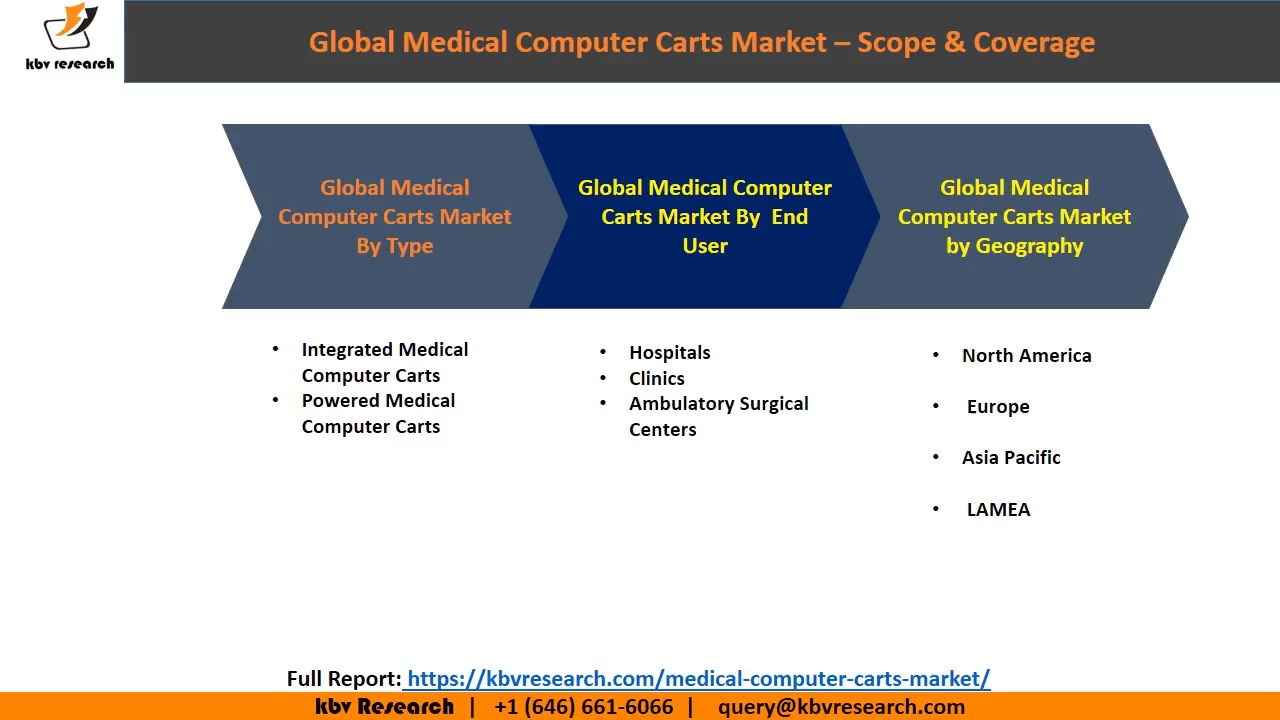 kbv research
Global Medical Computer Carts Market – Scope & Coverage
Global Medical
Computer Carts Market
By Type
Global Medical Computer
Carts Market By  End
User
Global Medical
Computer Carts Market
by Geography
• Integrated Medical
Computer Carts
• Powered Medical
Computer Carts
• Hospitals
• Clinics
• Ambulatory Surgical
Centers
• North America
• Europe
• Asia Pacific
• LAMEA
Full Report: https://kbvresearch.com/medical-computer-carts-market/
kbv Research | +1 (646) 661-6066 | query@kbvresearch.com